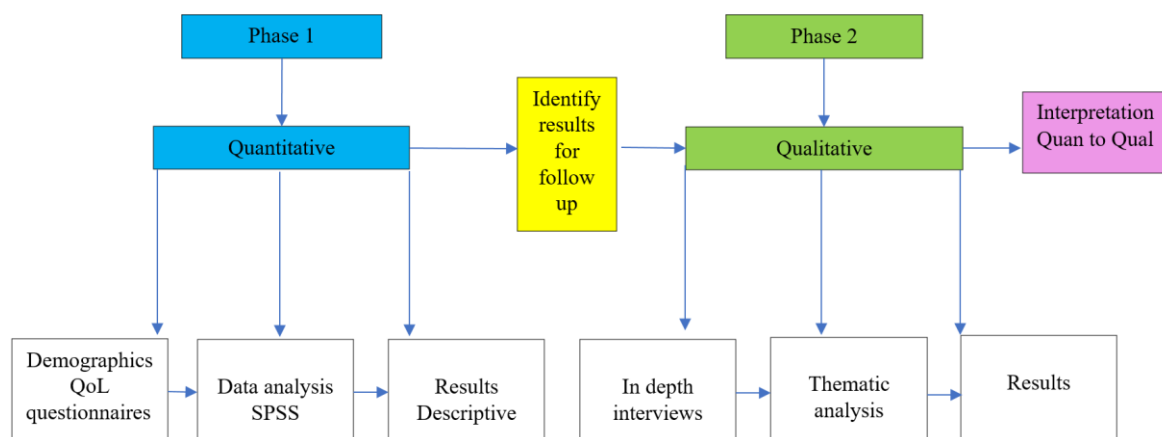 Phase 1
Phase 2
Identify
results
for
follow
up
Interpretation
Quan to Qual
Quantitative
Qualitative
Demographics
QoL
questionnaires
Data analysis
SPSS
Results
Descriptive
In depth
interviews
Thematic
analysis
Results